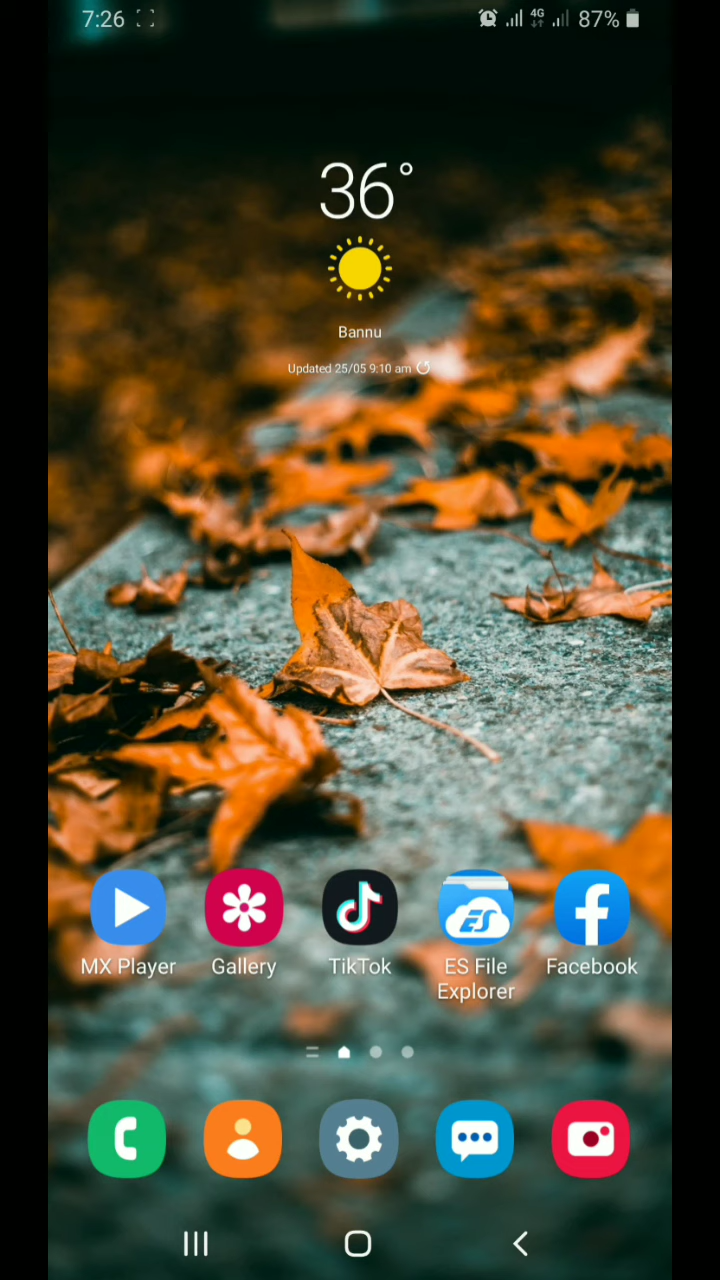 7:26 4G 87%
36°
Bannu
Updated 25/05 9:10 am
MX Player Gallery TikTok ES File Explorer Facebook